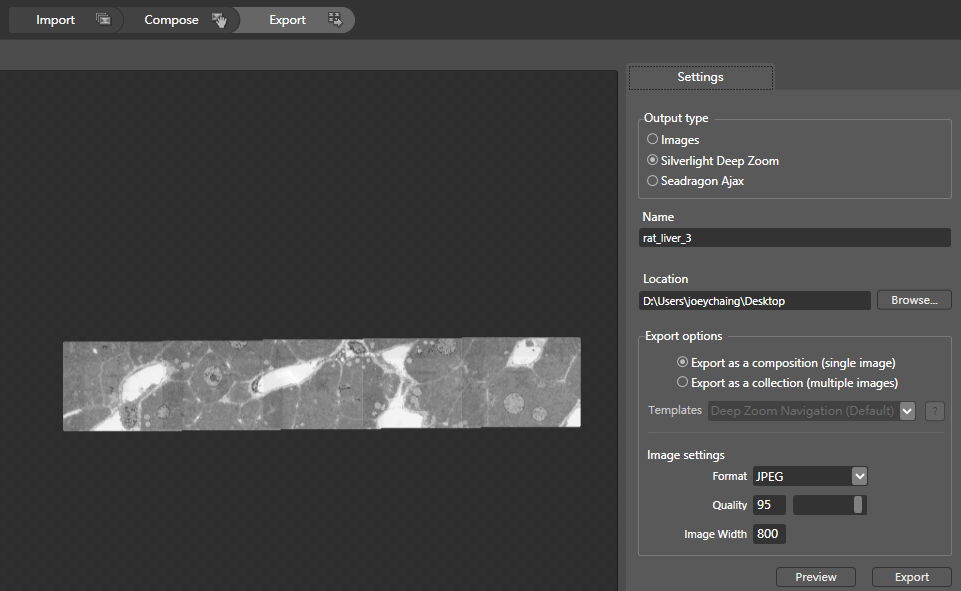 Import Compose Export
Settings
Output type
Images
Silverlight Deep Zoom
Seadragon Ajax
Name
rat_liver_3
Location
D:\Users\joeychaing\Desktop Browse...
Export options
Export as a composition (single image)
Export as a collection (multiple images)
Templates Deep Zoom Navigation (Default) ?
Image settings
Format JPEG
Quality 95
Image Width 800
Preview Export